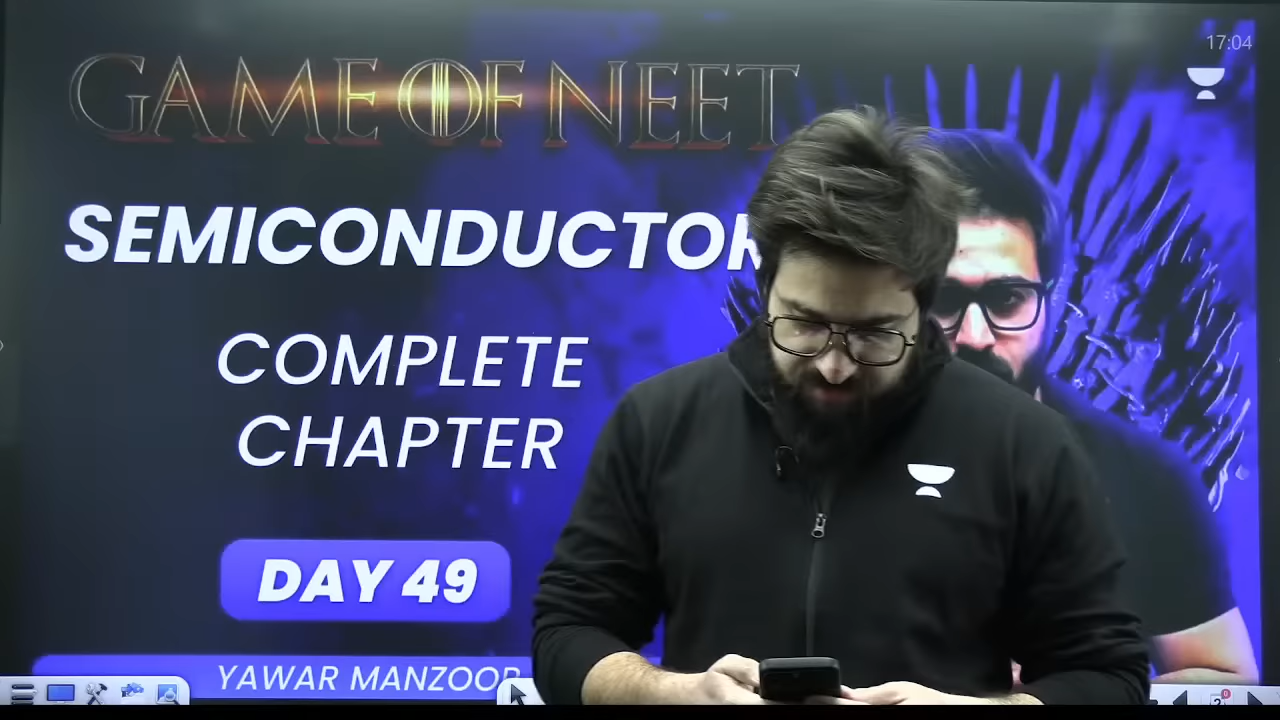 GAME OF NEET
17:04
SEMICONDUCTOR
COMPLETE
CHAPTER
DAY 49
YAWAR MANZOOR